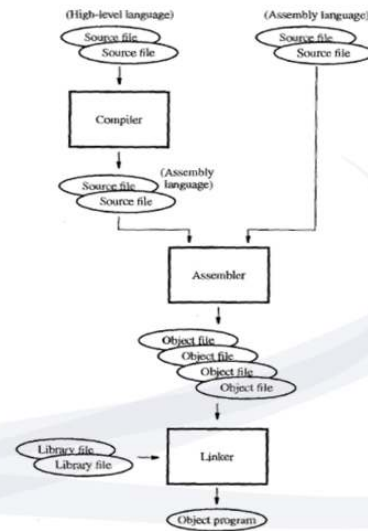 (High-level language)
(Assembly language)
Source file
Source file
Source file
Source file
Compiler
(Assembly
language)
Source file
Source file
Assembler
Object file
Object file
Object file
Object file
Library file
Library file
Linker
Object program